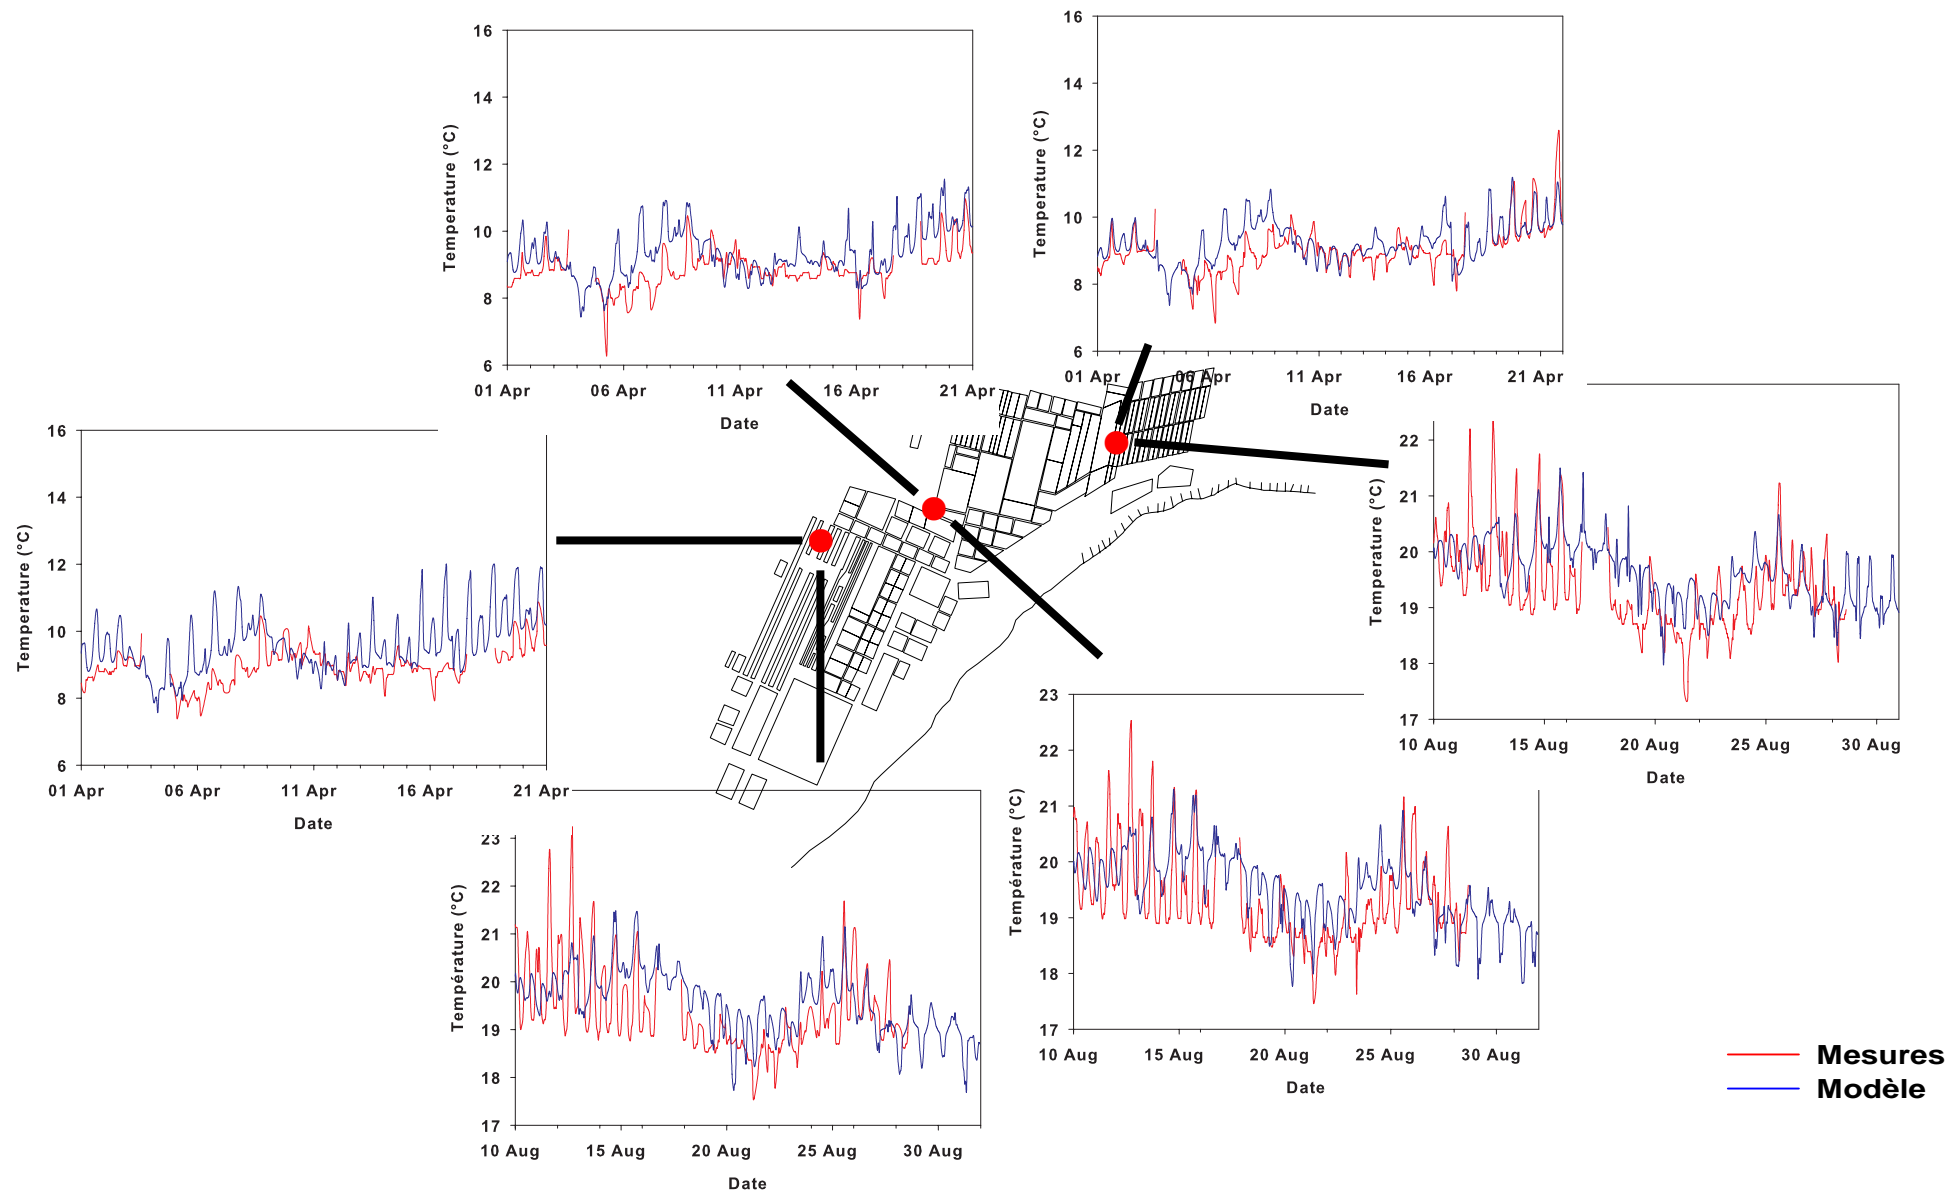 16
14
12
10
8
6
Temperature (°C)
01 Apr 06 Apr 11 Apr 16 Apr 21 Apr
Date
16
14
12
10
8
6
Temperature (°C)
01 Apr 06 Apr 11 Apr 16 Apr 21 Apr
Date
16
14
12
10
8
6
Temperature (°C)
01 Apr 06 Apr 11 Apr 16 Apr 21 Apr
Date
22
21
20
19
18
17
Temperature (°C)
10 Aug 15 Aug 20 Aug 25 Aug 30 Aug
Date
23
22
21
20
19
18
17
Température (°C)
10 Aug 15 Aug 20 Aug 25 Aug 30 Aug
Date
23
22
21
20
19
18
17
Température (°C)
10 Aug 15 Aug 20 Aug 25 Aug 30 Aug
Date
Mesures
Modèle